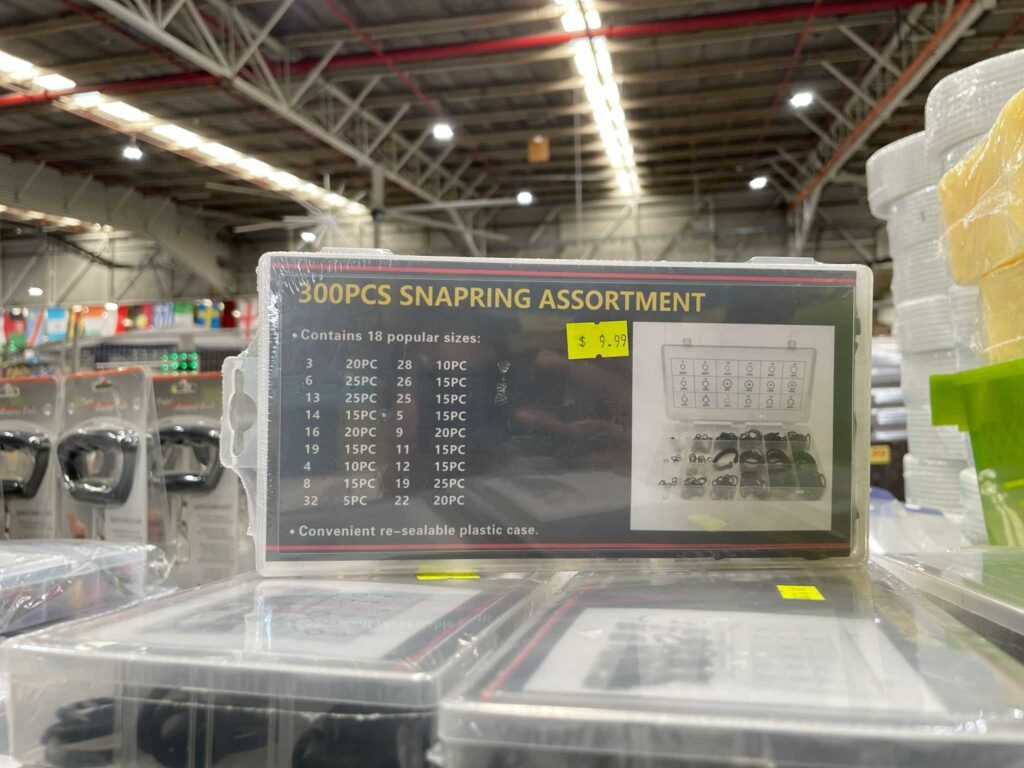 300PCS SNAPRING ASSORTMENT
• Contains 18 popular sizes:
$ 9.99
3 20PC 28 10PC
6 25PC 26 15PC
13 25PC 25 15PC
14 15PC 5 15PC
16 20PC 9 20PC
19 15PC 11 15PC
4 10PC 12 15PC
8 15PC 19 25PC
32 5PC 22 20PC
• Convenient re-sealable plastic case.